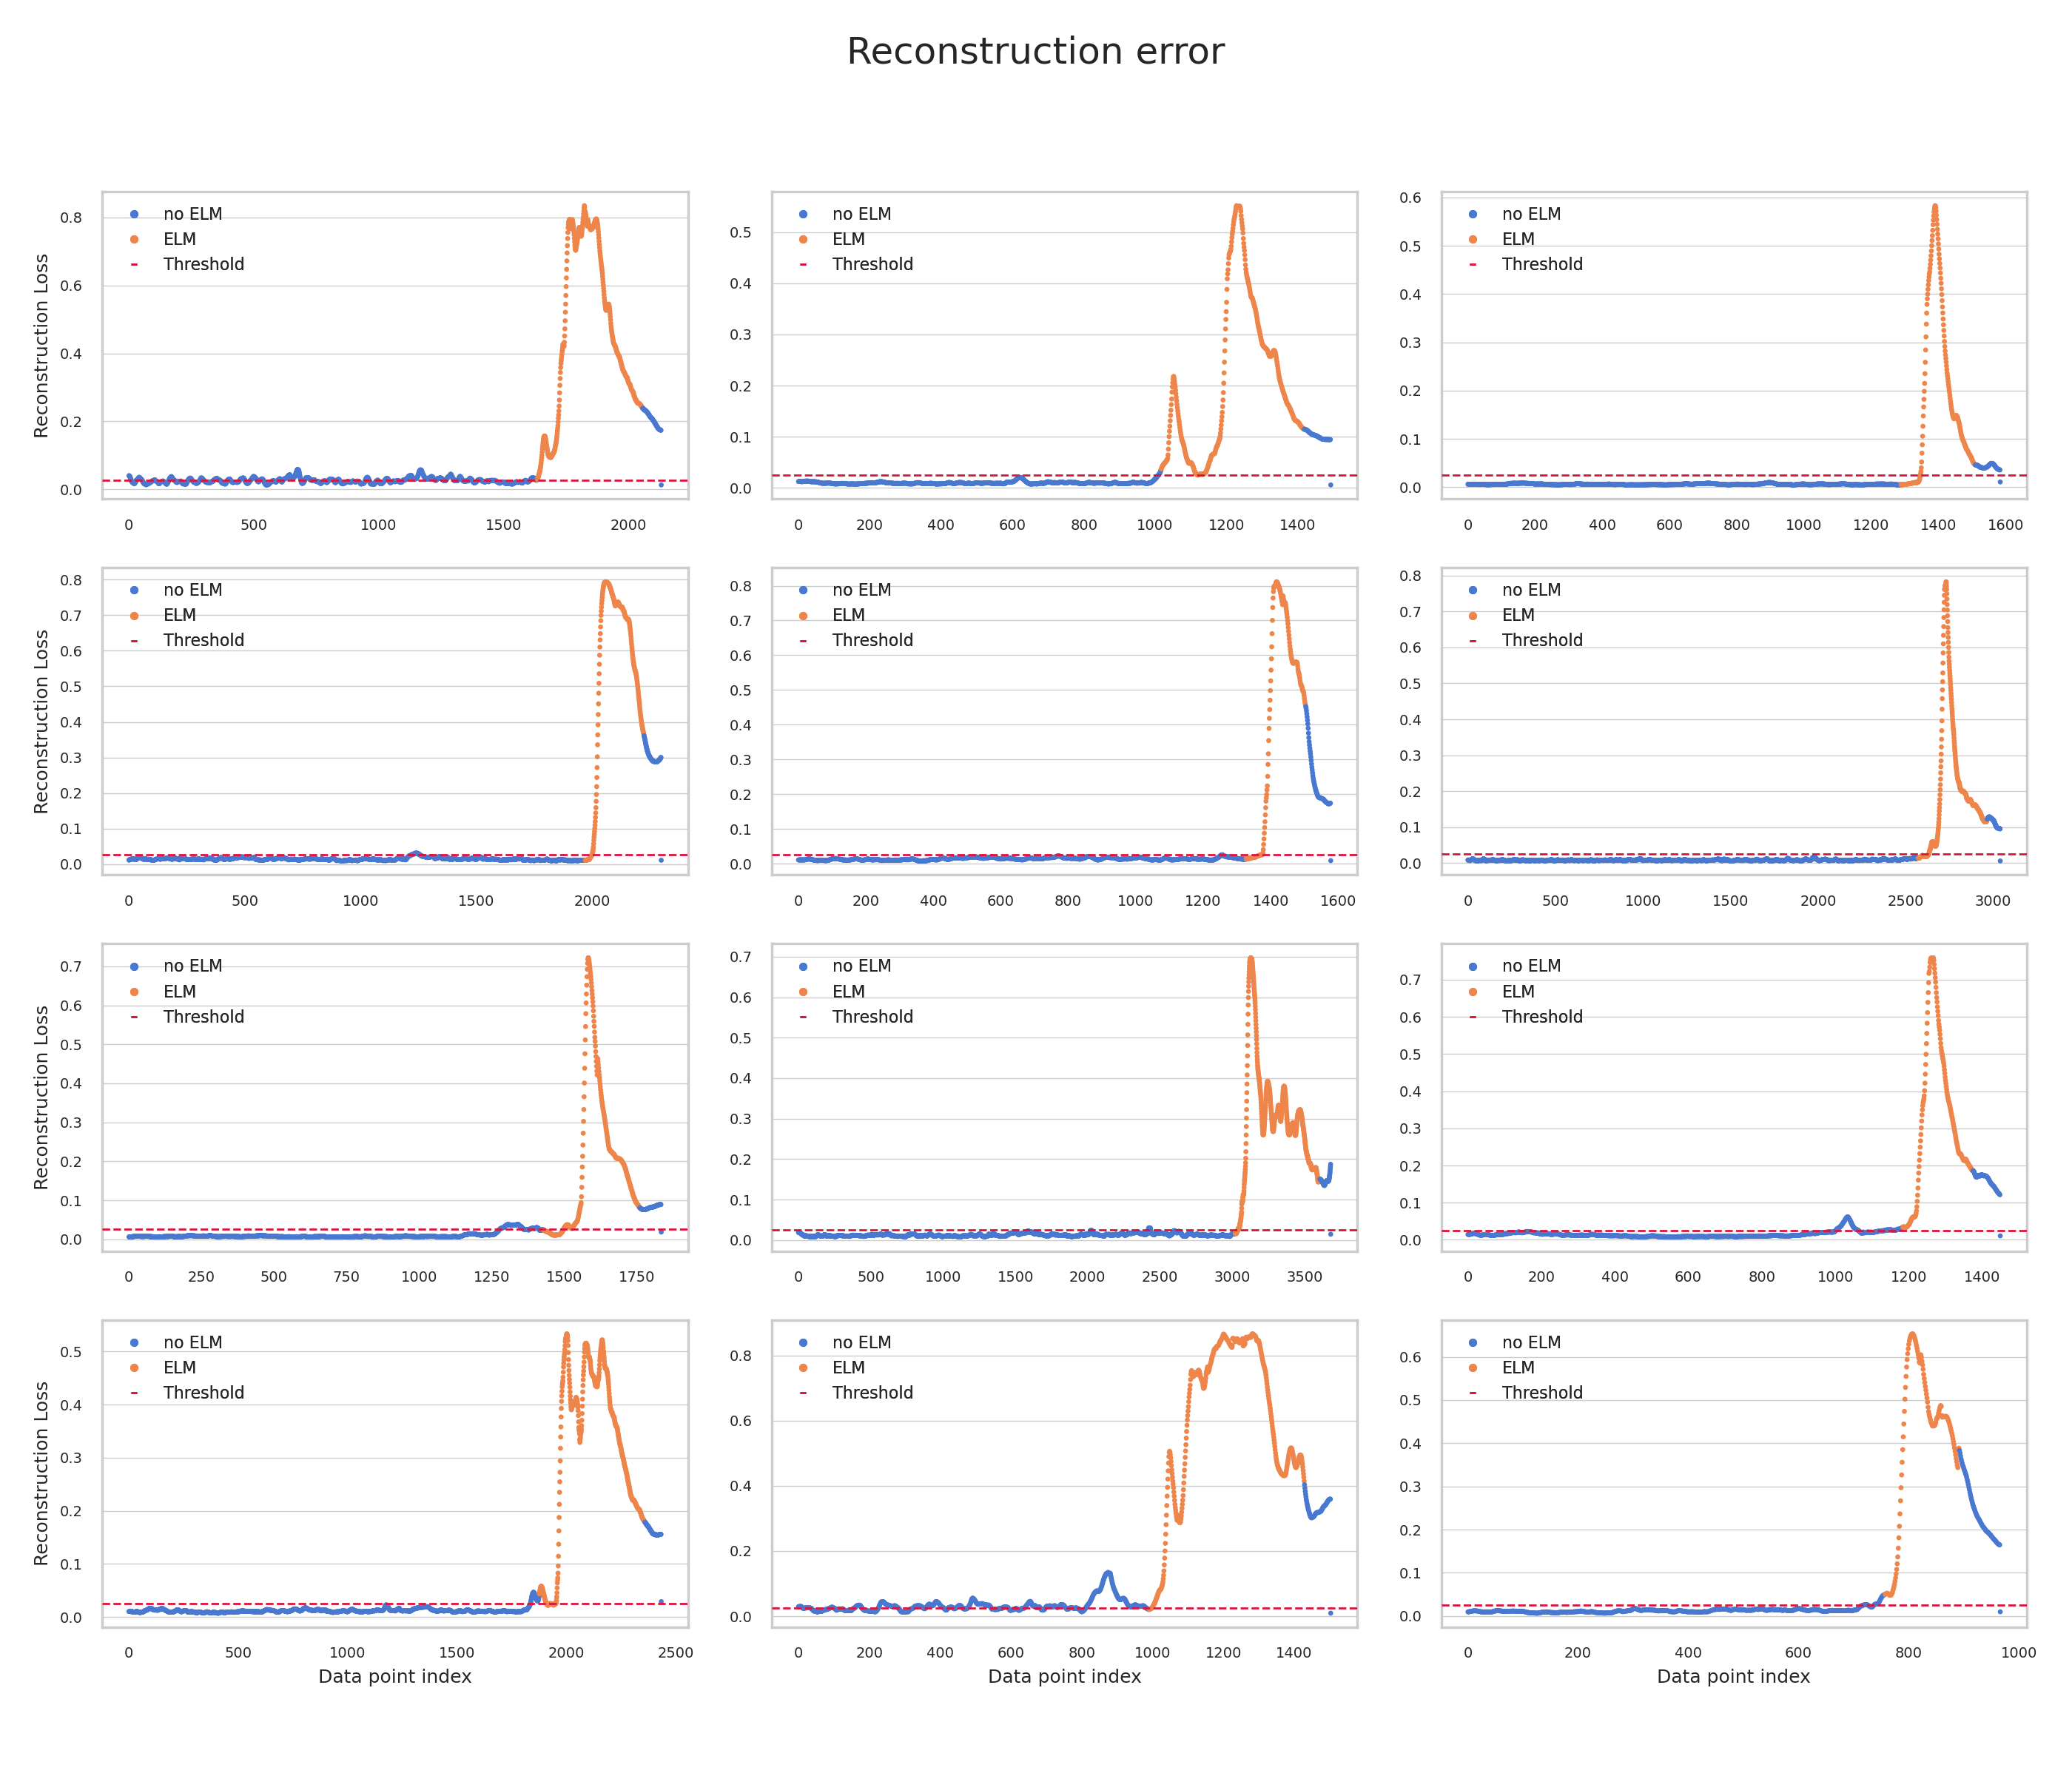 Reconstruction error
Reconstruction Loss
0.8
0.6
0.4
0.2
0.0
no ELM
ELM
Threshold
0 500 1000 1500 2000
0.5
0.4
0.3
0.2
0.1
0.0
no ELM
ELM
Threshold
0 200 400 600 800 1000 1200 1400
0.6
0.5
0.4
0.3
0.2
0.1
0.0
no ELM
ELM
Threshold
0 200 400 600 800 1000 1200 1400 1600
Reconstruction Loss
0.8
0.7
0.6
0.5
0.4
0.3
0.2
0.1
0.0
no ELM
ELM
Threshold
0 500 1000 1500 2000
0.8
0.7
0.6
0.5
0.4
0.3
0.2
0.1
0.0
no ELM
ELM
Threshold
0 200 400 600 800 1000 1200 1400 1600
0.8
0.7
0.6
0.5
0.4
0.3
0.2
0.1
0.0
no ELM
ELM
Threshold
0 500 1000 1500 2000 2500 3000
Reconstruction Loss
0.7
0.6
0.5
0.4
0.3
0.2
0.1
0.0
no ELM
ELM
Threshold
0 250 500 750 1000 1250 1500 1750
0.7
0.6
0.5
0.4
0.3
0.2
0.1
0.0
no ELM
ELM
Threshold
0 500 1000 1500 2000 2500 3000 3500
0.7
0.6
0.5
0.4
0.3
0.2
0.1
0.0
no ELM
ELM
Threshold
0 200 400 600 800 1000 1200 1400
Reconstruction Loss
0.5
0.4
0.3
0.2
0.1
0.0
no ELM
ELM
Threshold
0 500 1000 1500 2000 2500
Data point index
0.8
0.6
0.4
0.2
0.0
no ELM
ELM
Threshold
0 200 400 600 800 1000 1200 1400
Data point index
0.6
0.5
0.4
0.3
0.2
0.1
0.0
no ELM
ELM
Threshold
0 200 400 600 800 1000
Data point index